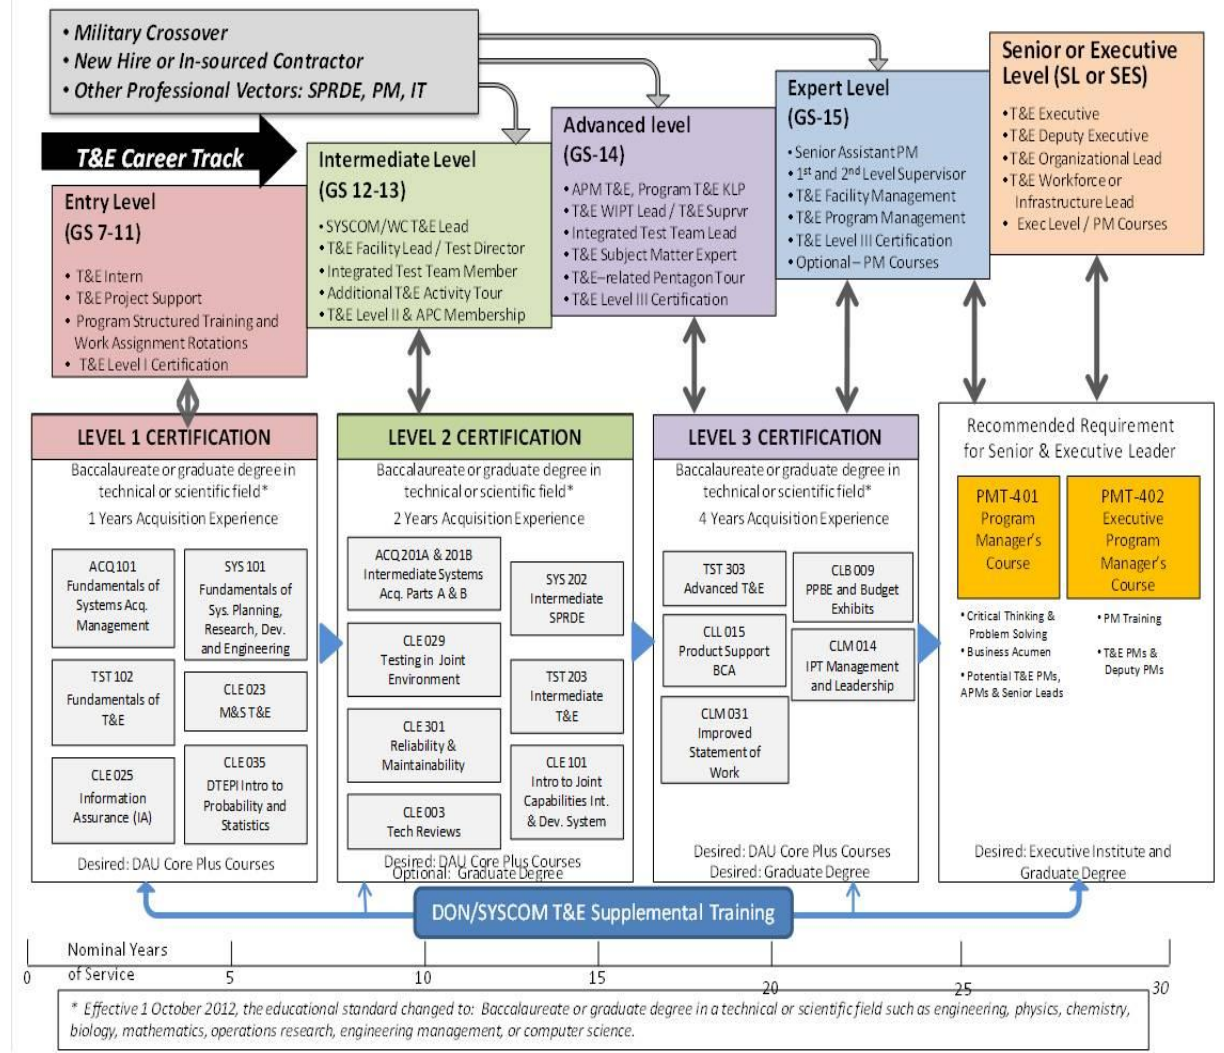 • Military Crossover
• New Hire or In-sourced Contractor
• Other Professional Vectors: SPRDE, PM, IT
T&E Career Track
Entry Level
(GS 7-11)
• T&E Intern
• T&E Project Support
• Program Structured Training and
Work Assignment Rotations
• T&E Level I Certification
Intermediate Level
(GS 12-13)
• SYSCOM/WC T&E Lead
• T&E Facility Lead / Test Director
• Integrated Test Team Member
• Additional T&E Activity Tour
• T&E Level II & APC Membership
Advanced level
(GS-14)
• APM T&E, Program T&E KLP
• T&E WIPT Lead / T&E Suprvr
• Integrated Test Team Lead
• T&E Subject Matter Expert
• T&E–related Pentagon Tour
• T&E Level III Certification
Expert Level
(GS-15)
• Senior Assistant PM
• 1st and 2nd Level Supervisor
• T&E Facility Management
• T&E Program Management
• T&E Level III Certification
• Optional – PM Courses
Senior or Executive
Level (SL or SES)
• T&E Executive
• T&E Deputy Executive
• T&E Organizational Lead
• T&E Workforce or
Infrastructure Lead
• Exec Level / PM Courses
LEVEL 1 CERTIFICATION
Baccalaureate or graduate degree in
technical or scientific field*
1 Years Acquisition Experience
ACQ 101
Fundamentals of
Systems Acq.
Management
SYS 101
Fundamentals of
Sys. Planning,
Research, Dev.
and Engineering
TST 102
Fundamentals of
T&E
CLE 023
M&S T&E
CLE 025
Information
Assurance (IA)
CLE 035
DTEPI Intro to
Probability and
Statistics
Desired: DAU Core Plus Courses
LEVEL 2 CERTIFICATION
Baccalaureate or graduate degree in
technical or scientific field*
2 Years Acquisition Experience
ACQ 201A & 201B
Intermediate Systems
Acq. Parts A & B
SYS 202
Intermediate
SPRDE
CLE 029
Testing in Joint
Environment
TST 203
Intermediate
T&E
CLE 301
Reliability &
Maintainability
CLE 101
Intro to Joint
Capabilities Int.
& Dev. System
CLE 003
Tech Reviews
Desired: DAU Core Plus Courses
Optional: Graduate Degree
LEVEL 3 CERTIFICATION
Baccalaureate or graduate degree in
technical or scientific field*
4 Years Acquisition Experience
TST 303
Advanced T&E
CLB 009
PPBE and Budget
Exhibits
CLL 015
Product Support
BCA
CLM 014
IPT Management
and Leadership
CLM 031
Improved
Statement of
Work
Desired: DAU Core Plus Courses
Desired: Graduate Degree
Recommended Requirement
for Senior & Executive Leader
PMT-401
Program
Manager's
Course
PMT-402
Executive
Program
Manager's
Course
• Critical Thinking &
Problem Solving
• Business Acumen
• Potential T&E PMs,
APMs & Senior Leads
• PM Training
• T&E PMs &
Deputy PMs
Desired: Executive Institute and
Graduate Degree
DON/SYSCOM T&E Supplemental Training
Nominal Years
of Service
0 5 10 15 20 25 30
* Effective 1 October 2012, the educational standard changed to: Baccalaureate or graduate degree in a technical or scientific field such as engineering, physics, chemistry,
biology, mathematics, operations research, engineering management, or computer science.